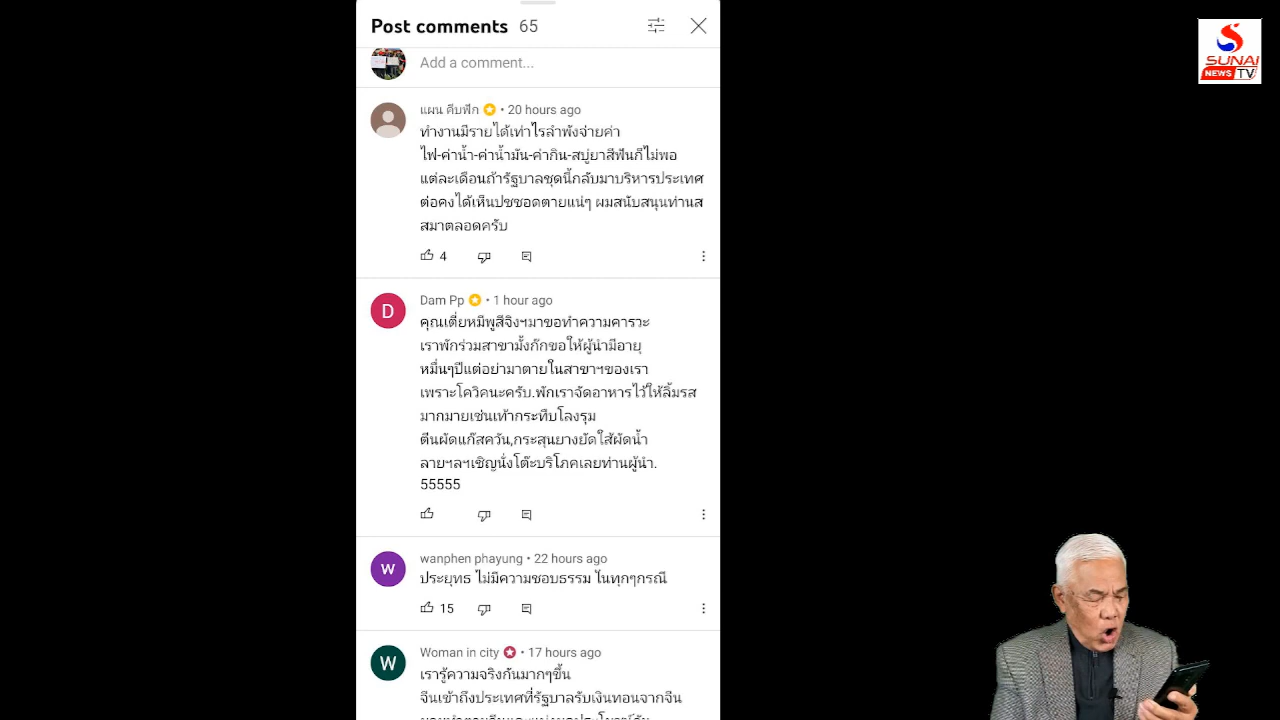 Post comments 65
Add a comment...
แผน คีบฟัก • 20 hours ago
ทำงานมีรายได้เท่าไรลำพังจ่ายค่า
ไฟ-ค่าน้ำ-ค่าน้ำมัน-ค่ากิน-สบู่ยาสีฟันก็ไม่พอ
แต่ละเดือนถ้ารัฐบาลชุดนี้กลับมาบริหารประเทศ
ต่อคงได้เห็นปชชอดตายแน่ๆ ผมสนับสนุนท่านส
สมาตลอดครับ
4
Dam Pp • 1 hour ago
คุณเตี่ยหมีพูสีจิงฯมาขอทำความคารวะ
เราพักร่วมสาขามั้งก๊กขอให้ผู้นำมีอายุ
หมื่นๆปีแต่อย่ามาตายในสาขาฯของเรา
เพราะโควิคนะครับ.พักเราจัดอาหารไว้ให้ลิ้มรส
มากมายเช่นเท้ากระทืบโลงรุม
ตีนผัดแก๊สควัน,กระสุนยางยัดใส้ผัดน้ำ
ลายฯลฯเชิญนั่งโต๊ะบริโภคเลยท่านผู้นำ.
55555
wanphen phayung • 22 hours ago
ประยุทธ ไม่มีความชอบธรรม ในทุกๆกรณี
15
Woman in city • 17 hours ago
เรารู้ความจริงกันมากๆขึ้น
จีนเข้าถึงประเทศที่รัฐบาลรับเงินทอนจากจีน
SUNAI
NEWS TV
D
W
W